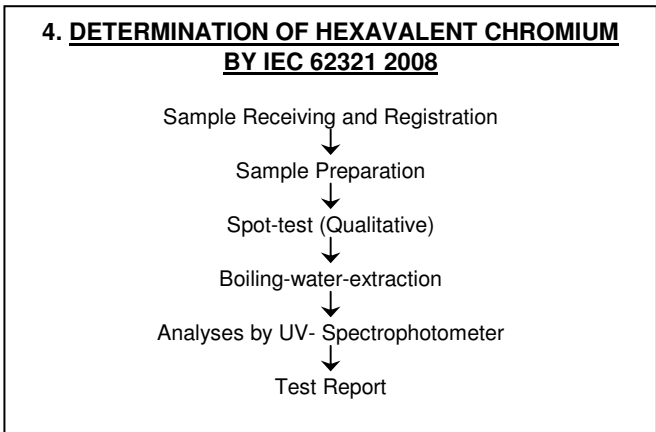 4. DETERMINATION OF HEXAVALENT CHROMIUM
BY IEC 62321 2008
Sample Receiving and Registration
Sample Preparation
Spot-test (Qualitative)
Boiling-water-extraction
Analyses by UV- Spectrophotometer
Test Report